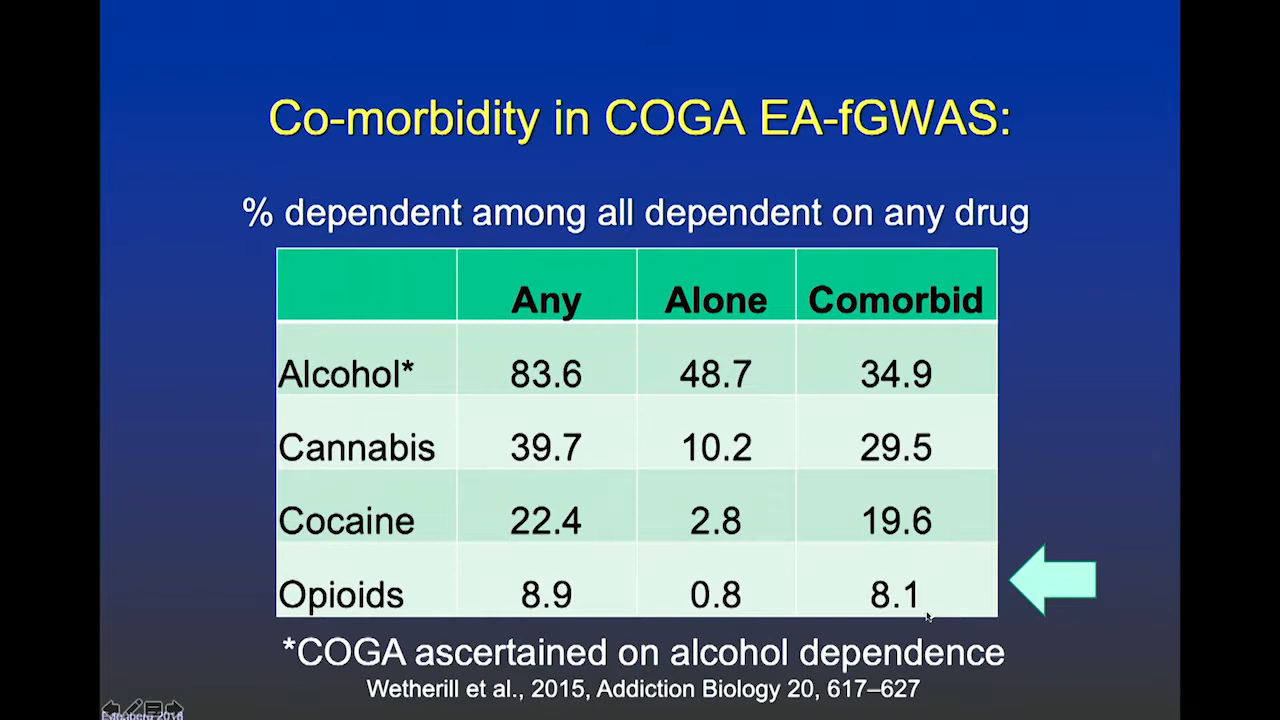 Co-morbidity in COGA EA-fGWAS:
% dependent among all dependent on any drug
Any Alone Comorbid
Alcohol* 83.6 48.7 34.9
Cannabis 39.7 10.2 29.5
Cocaine 22.4 2.8 19.6
Opioids 8.9 0.8 8.1
*COGA ascertained on alcohol dependence
Wetherill et al., 2015, Addiction Biology 20, 617–627